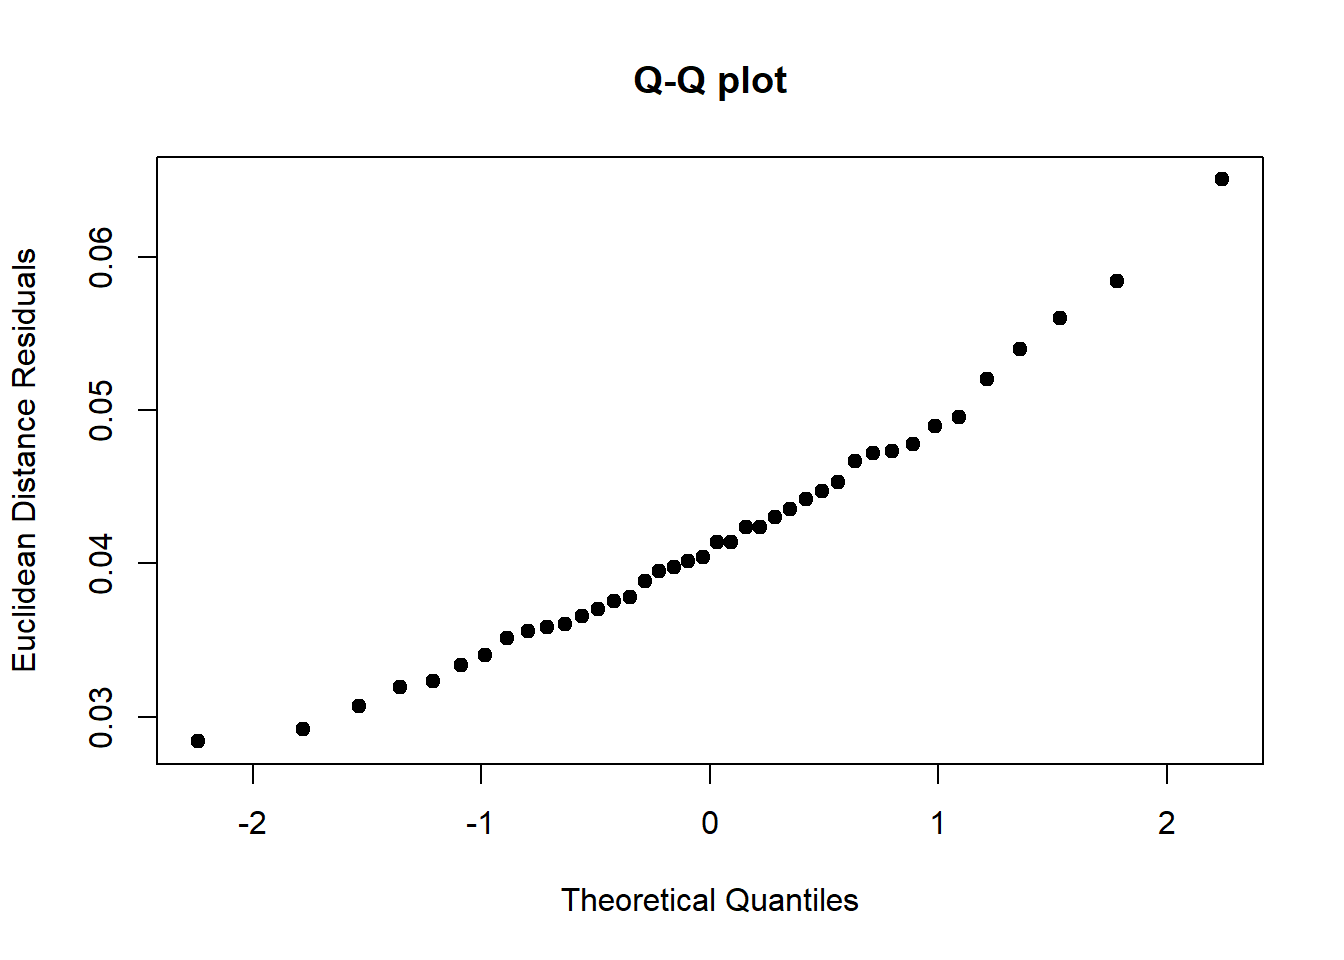 Q-Q plot
Euclidean Distance Residuals
0.06
0.05
0.04
0.03
-2 -1 0 1 2
Theoretical Quantiles